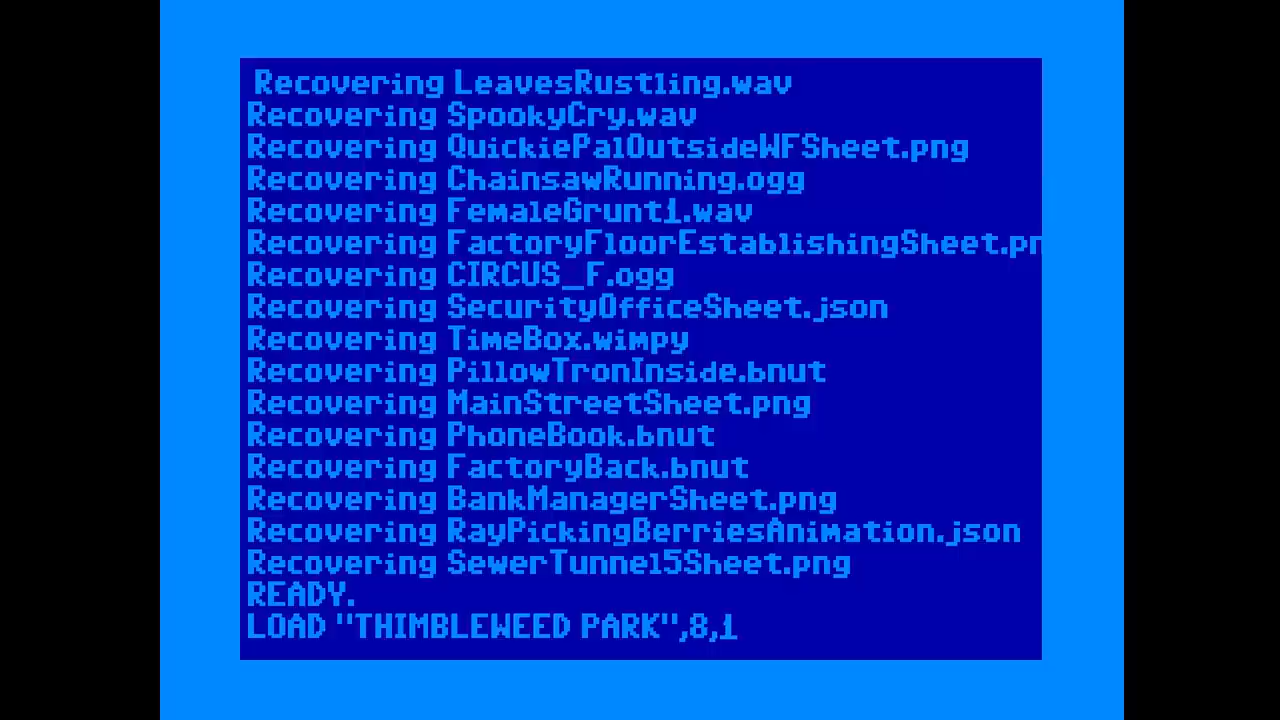 Recovering LeavesRustling.wav
Recovering SpookyCry.wav
Recovering QuickiePalOutsideWFSheet.png
Recovering ChainsawRunning.ogg
Recovering FemaleGrunt1.wav
Recovering FactoryFloorEstablishingSheet.pn
Recovering CIRCUS_F.ogg
Recovering SecurityOfficeSheet.json
Recovering TimeBox.wimpy
Recovering PillowTronInside.bnut
Recovering MainStreetSheet.png
Recovering PhoneBook.bnut
Recovering FactoryBack.bnut
Recovering BankManagerSheet.png
Recovering RayPickingBerriesAnimation.json
Recovering SewerTunnel5Sheet.png
READY.
LOAD "THIMBLEWEED PARK",8,1